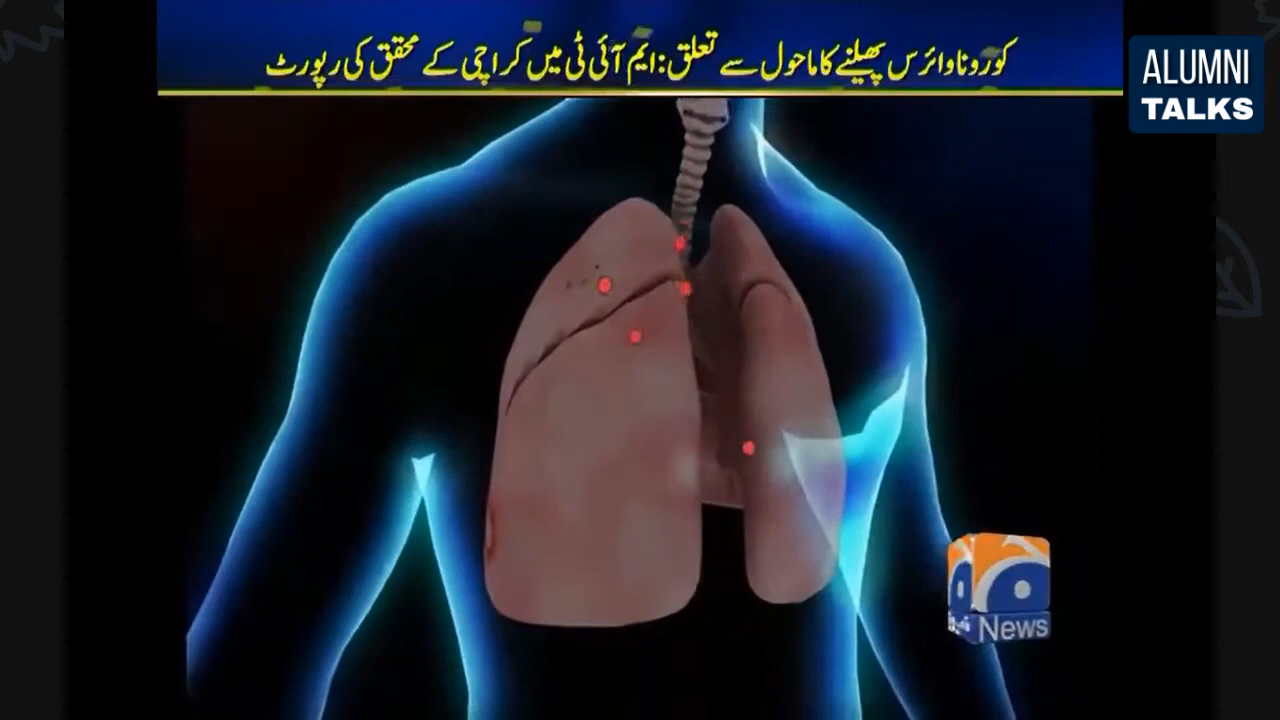 کورونا وائرس پھیلنے کا ماحول سے تعلق: ایم آئی ٹی میں کراچی کے محقق کی رپورٹ
ALUMNI
TALKS
News